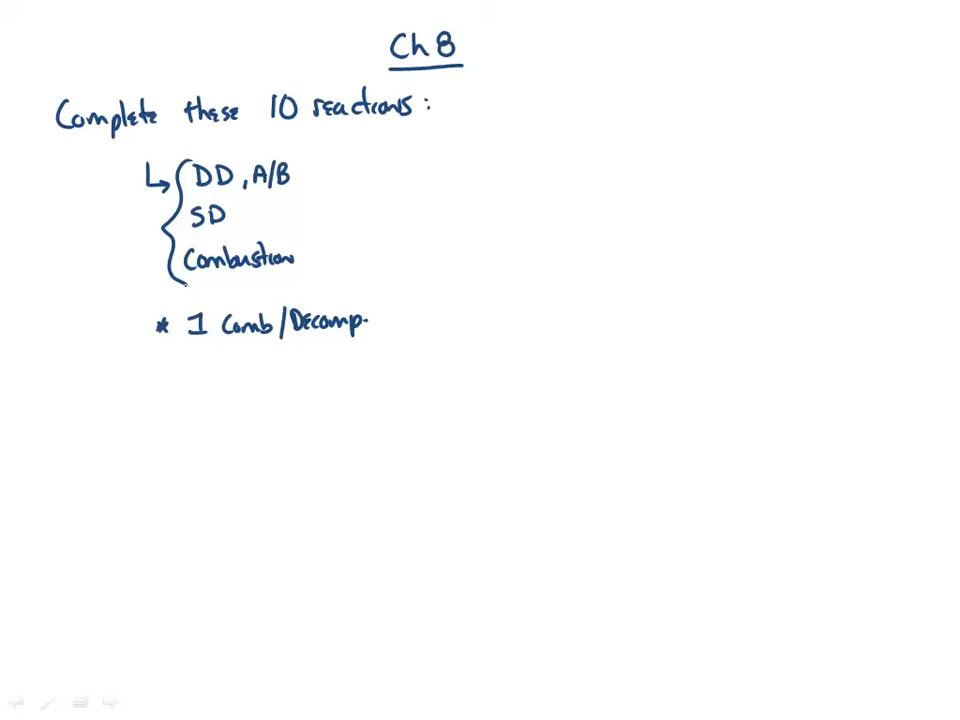 Ch 8
Complete these 10 reactions:
↳ DD, A/B
SD
Combustion
* 1 Comb/Decomp.